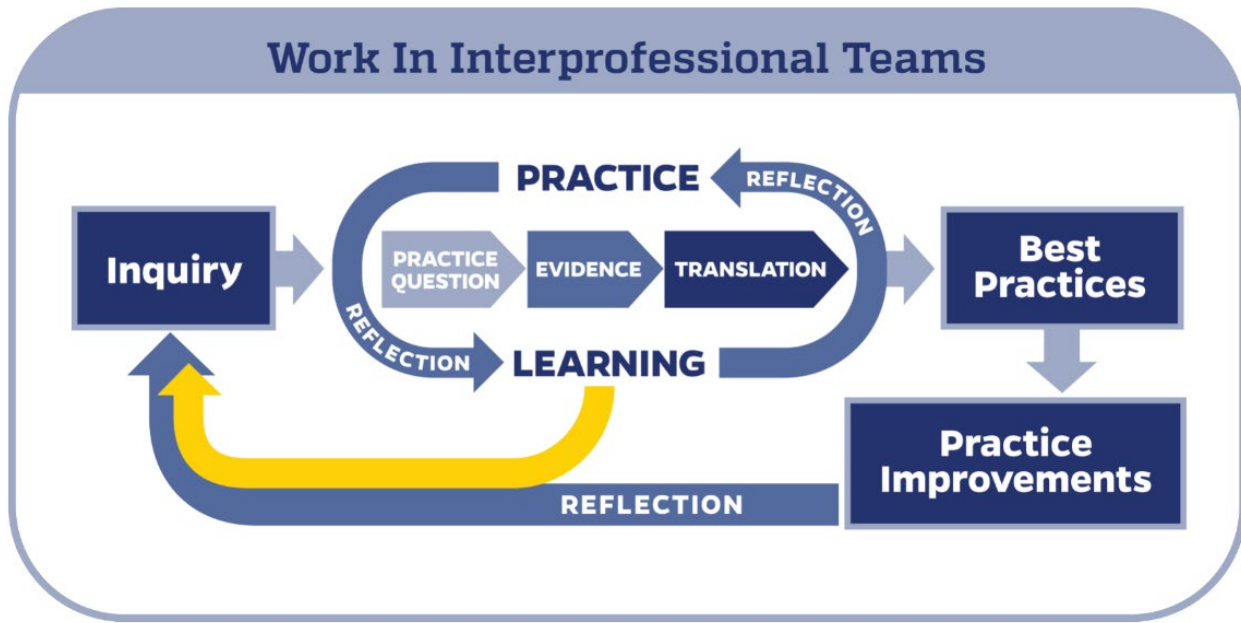 Work In Interprofessional Teams
PRACTICE
REFLECTION
Inquiry
PRACTICE
QUESTION
EVIDENCE
TRANSLATION
Best
Practices
REFLECTION
LEARNING
Practice
Improvements
REFLECTION